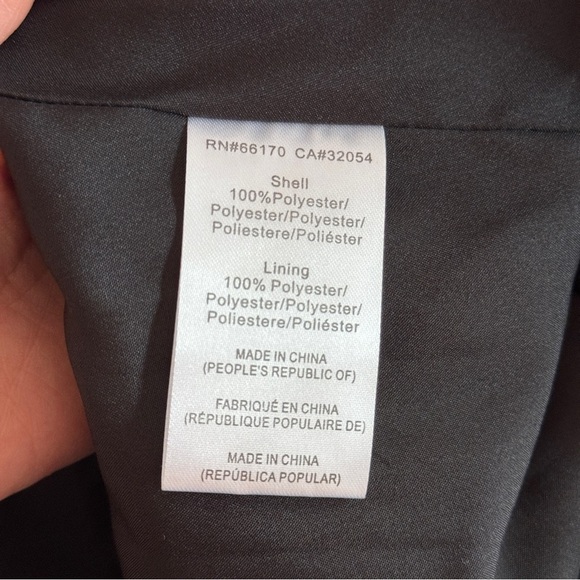 RN#66170 CA#32054
Shell
100%Polyester/
Polyester/Polyester/
Poliestere/Poliéster
Lining
100% Polyester/
Polyester/Polyester/
Poliestere/Poliéster
MADE IN CHINA
(PEOPLE'S REPUBLIC OF)
FABRIQUÉ EN CHINA
(RÉPUBLIQUE POPULAIRE DE)
MADE IN CHINA
(REPÚBLICA POPULAR)